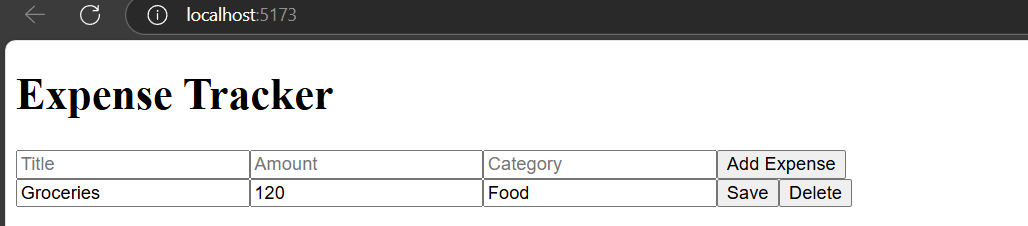 localhost:5173
Expense Tracker
Title Amount Category Add Expense
Groceries 120 Food Save Delete